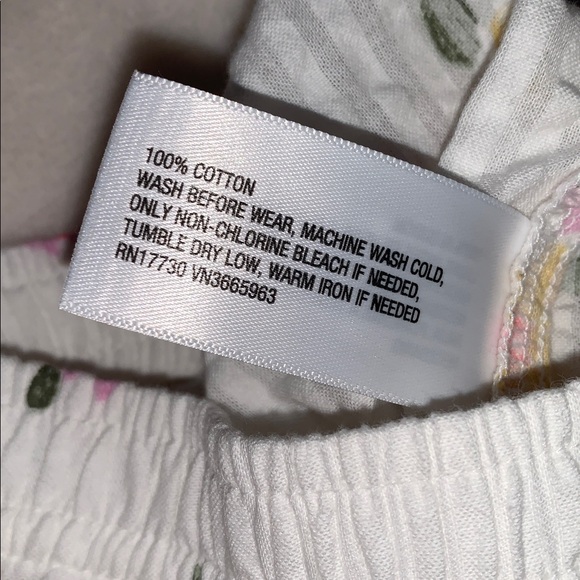 100% COTTON
WASH BEFORE WEAR, MACHINE WASH COLD,
ONLY NON-CHLORINE BLEACH IF NEEDED,
TUMBLE DRY LOW, WARM IRON IF NEEDED
RN17730 VN3665963